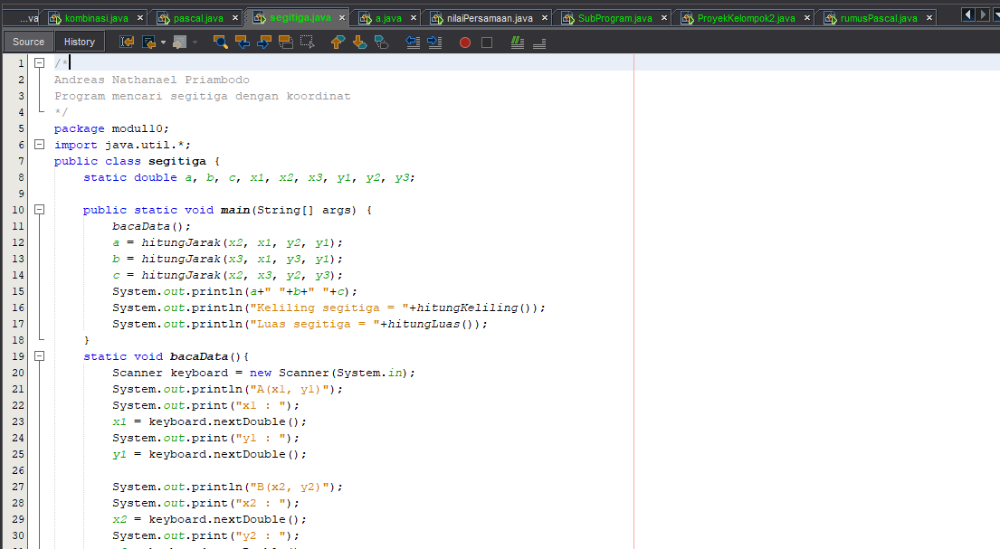 ...va kombinasi.java pascal.java segitiga.java a.java nilaiPersamaan.java SubProgram.java ProyekKelompok2.java rumusPascal.java
Source History
1 /*
2 Andreas Nathanael Priambodo
3 Program mencari segitiga dengan koordinat
4 */
5 package modul10;
6 import java.util.*;
7 public class segitiga {
8 static double a, b, c, x1, x2, x3, y1, y2, y3;
9
10 public static void main(String[] args) {
11 bacaData();
12 a = hitungJarak(x2, x1, y2, y1);
13 b = hitungJarak(x3, x1, y3, y1);
14 c = hitungJarak(x2, x3, y2, y3);
15 System.out.println(a+" "+b+" "+c);
16 System.out.println("Keliling segitiga = "+hitungKeliling());
17 System.out.println("Luas segitiga = "+hitungLuas());
18 }
19 static void bacaData(){
20 Scanner keyboard = new Scanner(System.in);
21 System.out.println("A(x1, y1)");
22 System.out.print("x1 : ");
23 x1 = keyboard.nextDouble();
24 System.out.print("y1 : ");
25 y1 = keyboard.nextDouble();
26
27 System.out.println("B(x2, y2)");
28 System.out.print("x2 : ");
29 x2 = keyboard.nextDouble();
30 System.out.print("y2 : ");